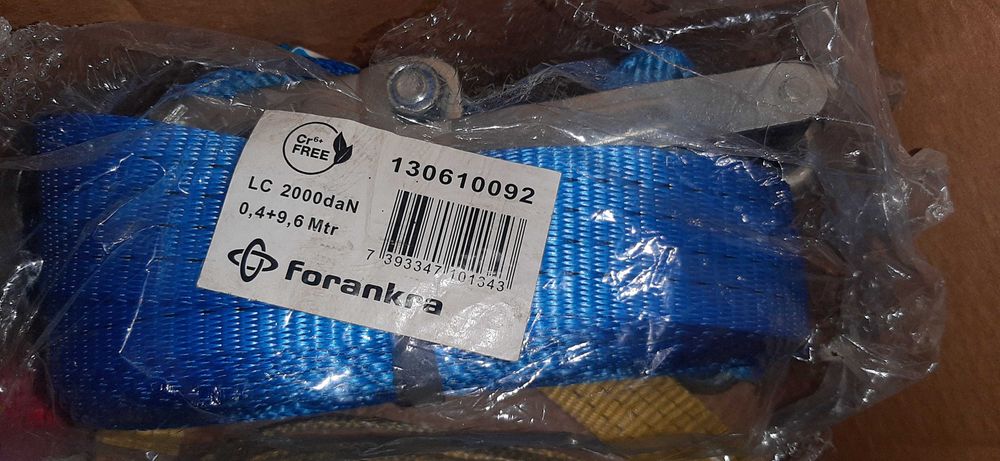 Cr6+
FREE
130610092
LC 2000daN
0,4+9,6 Mtr
7 393347 101343
forankra